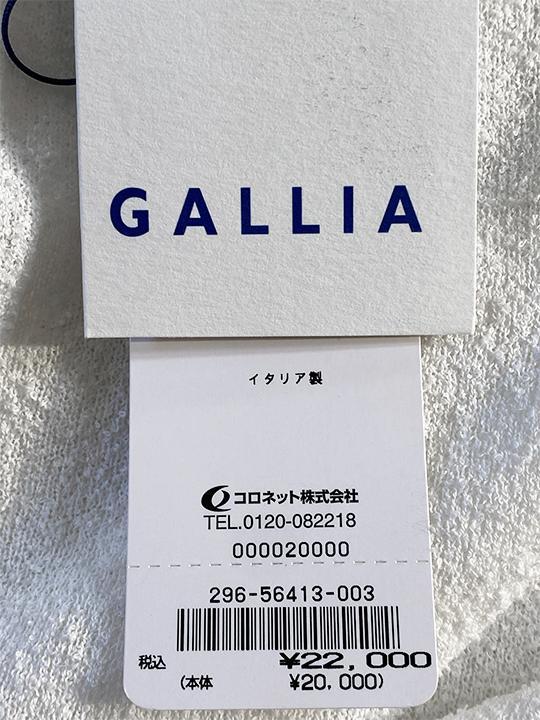 GALLIA
イタリア製
コロネット株式会社
TEL.0120-082218
000020000
296-56413-003
税込 ¥22,000
(本体 ¥20,000)